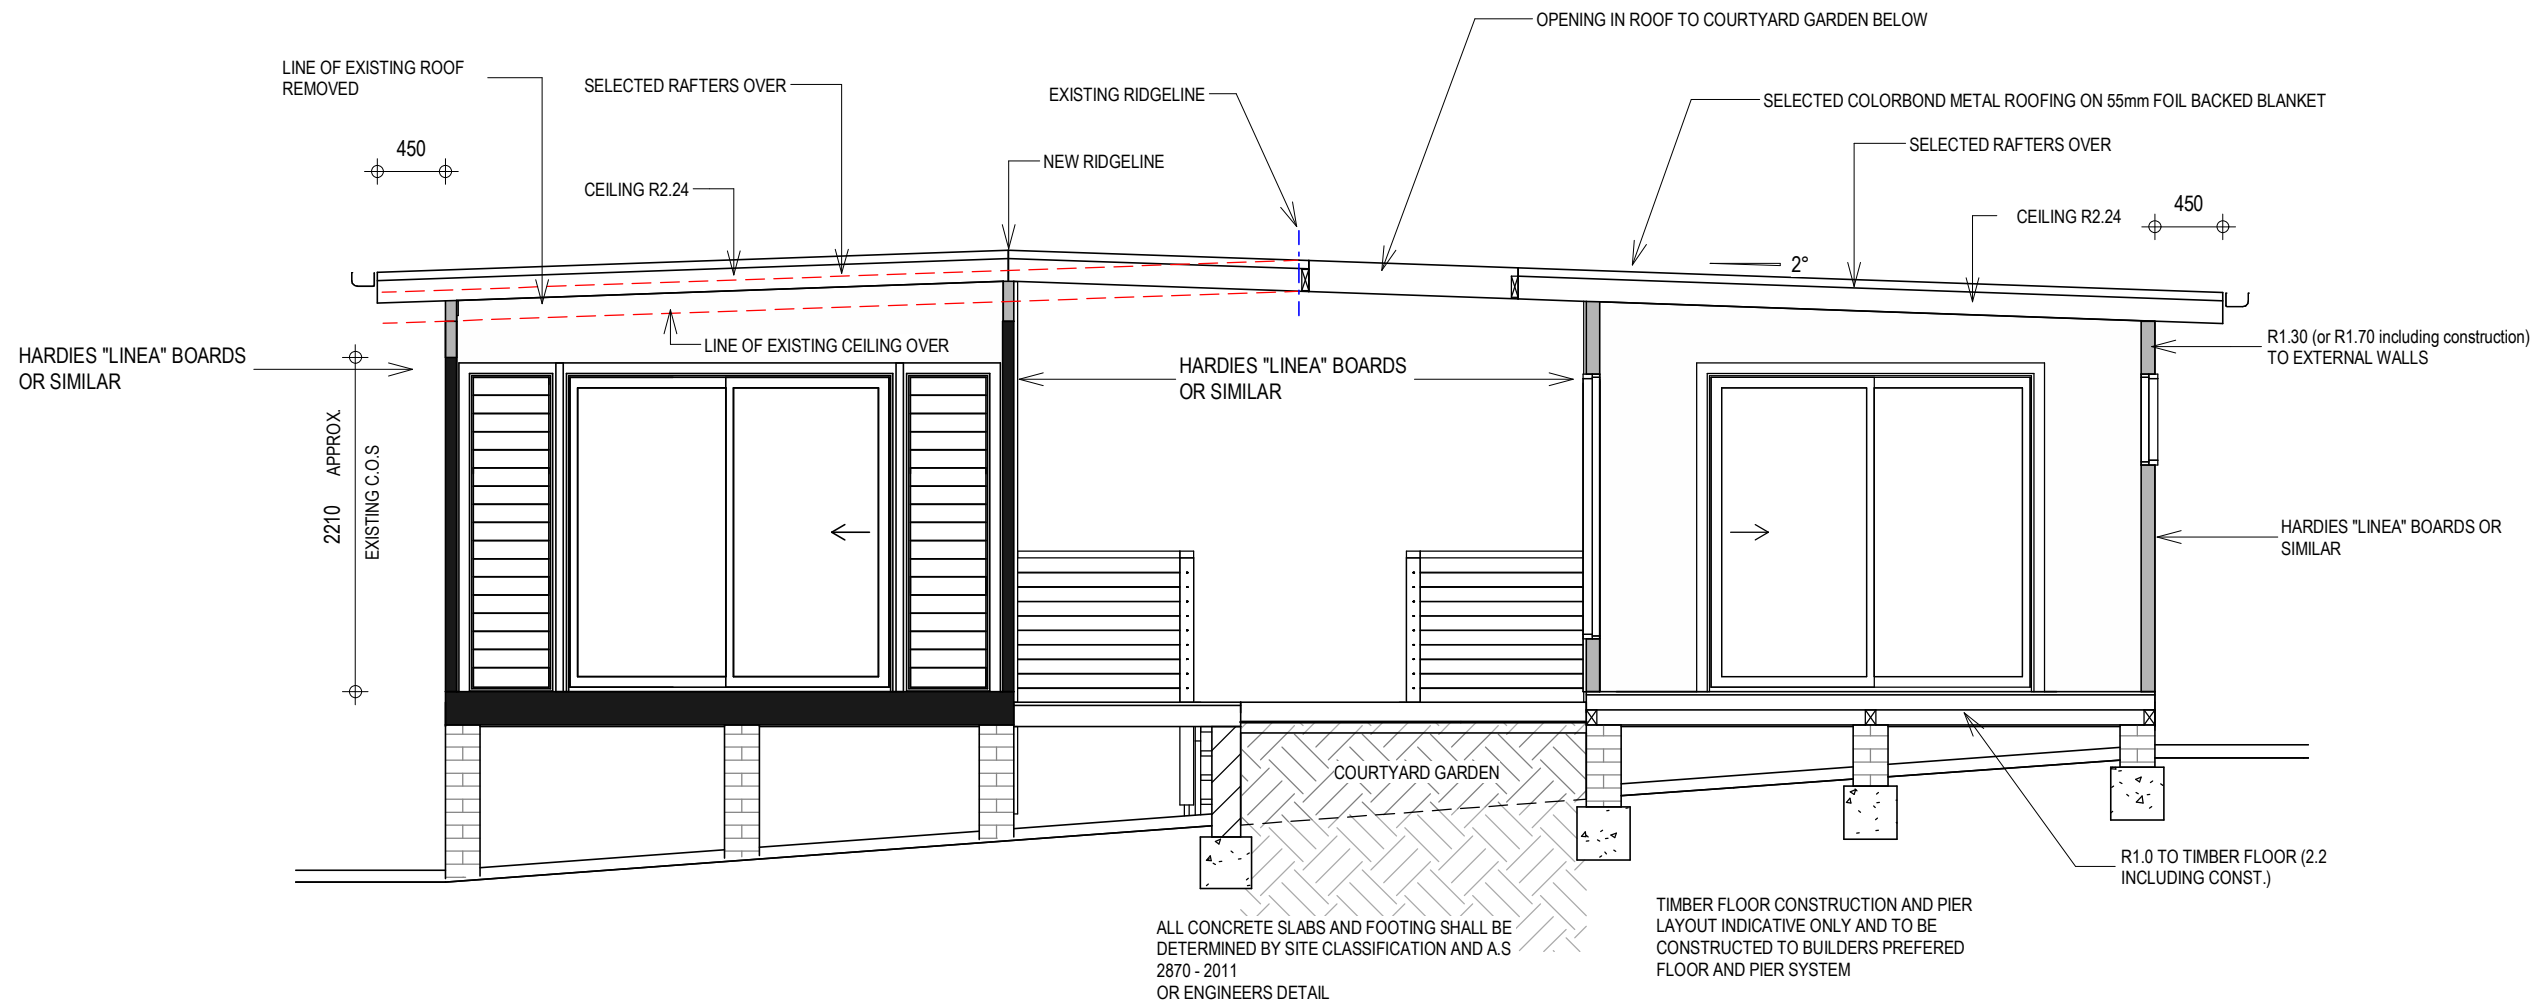 OPENING IN ROOF TO COURTYARD GARDEN BELOW
LINE OF EXISTING ROOF
REMOVED
SELECTED RAFTERS OVER
EXISTING RIDGELINE
SELECTED COLORBOND METAL ROOFING ON 55mm FOIL BACKED BLANKET
450
NEW RIDGELINE
SELECTED RAFTERS OVER
CEILING R2.24
450
CEILING R2.24
2°
LINE OF EXISTING CEILING OVER
HARDIES "LINEA" BOARDS
OR SIMILAR
HARDIES "LINEA" BOARDS
OR SIMILAR
R1.30 (or R1.70 including construction)
TO EXTERNAL WALLS
2210 APPROX.
EXISTING C.O.S
HARDIES "LINEA" BOARDS OR
SIMILAR
COURTYARD GARDEN
R1.0 TO TIMBER FLOOR (2.2
INCLUDING CONST.)
ALL CONCRETE SLABS AND FOOTING SHALL BE
DETERMINED BY SITE CLASSIFICATION AND A.S
2870 - 2011
OR ENGINEERS DETAIL
TIMBER FLOOR CONSTRUCTION AND PIER
LAYOUT INDICATIVE ONLY AND TO BE
CONSTRUCTED TO BUILDERS PREFERED
FLOOR AND PIER SYSTEM